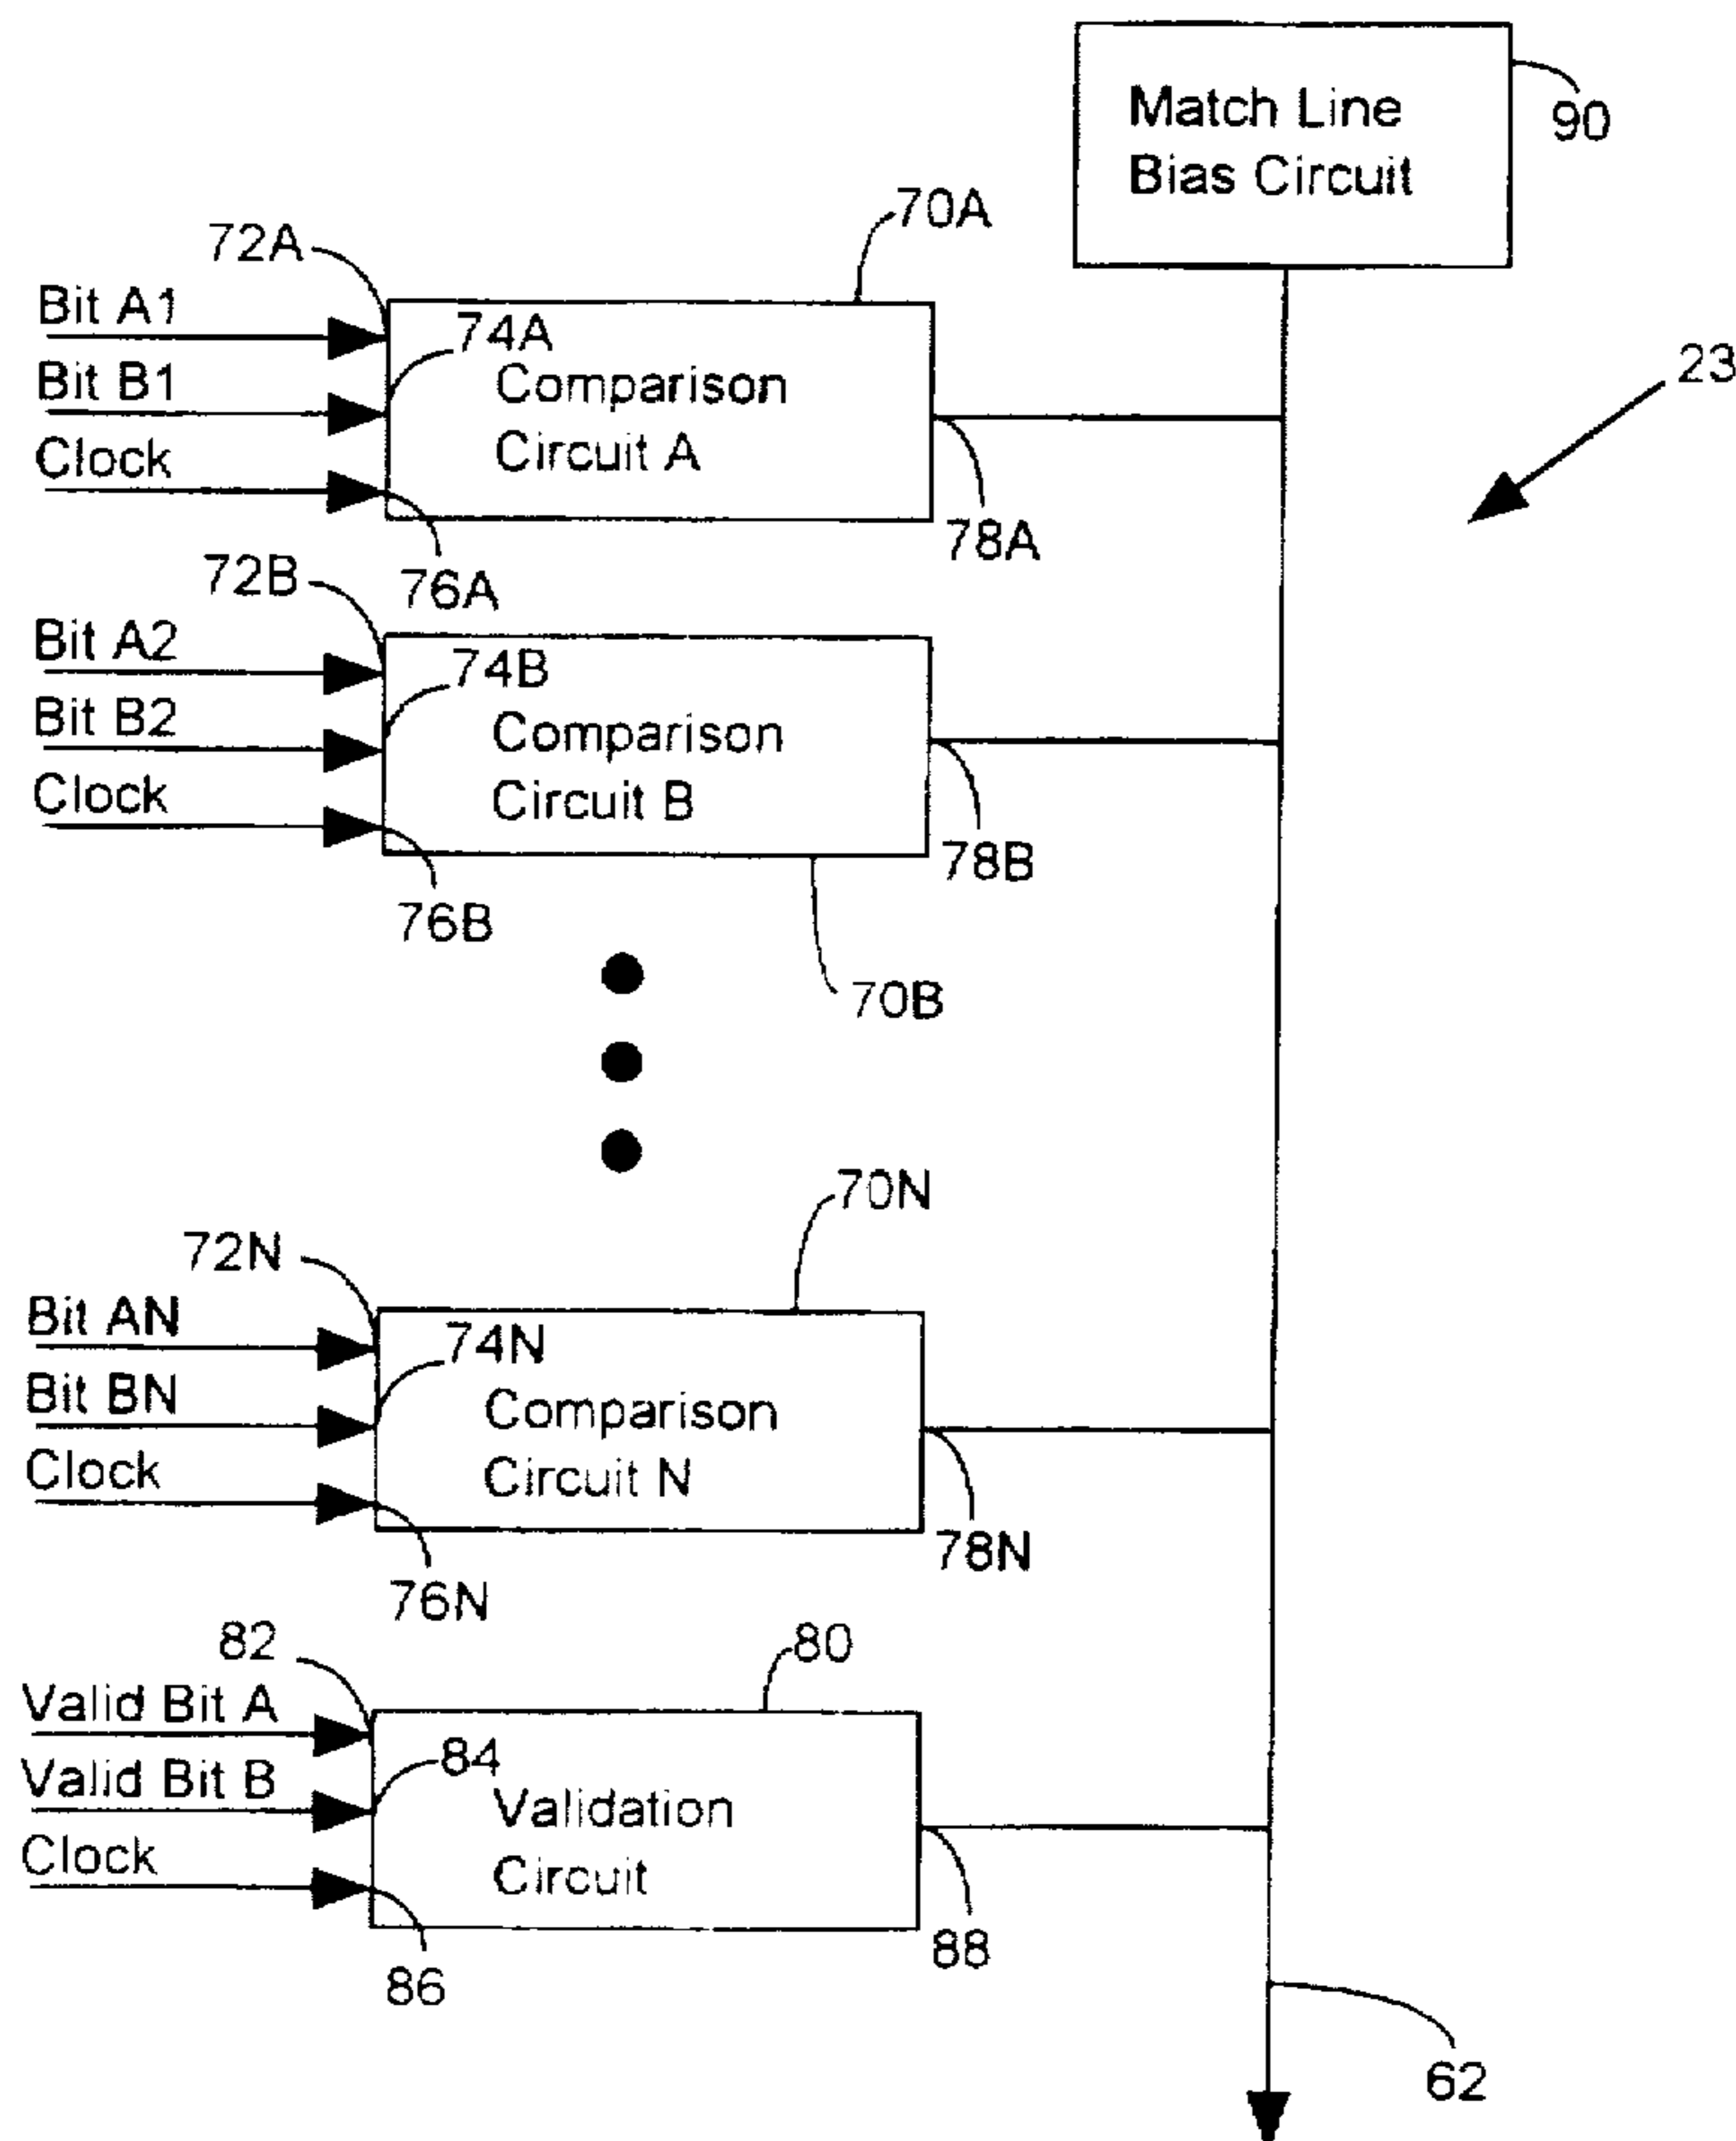 Match Line
Bias Circuit
90
70A
72A
Bit A1
74A
Bit B1
Comparison
Circuit A
Clock
23
78A
76A
72B
Bit A2
74B
Bit B2
Comparison
Circuit B
Clock
78B
76B
70B
70N
72N
Bit AN
74N
Bit BN
Comparison
Circuit N
Clock
78N
76N
82
80
Valid Bit A
84
Valid Bit B
Validation
Circuit
Clock
88
86
62